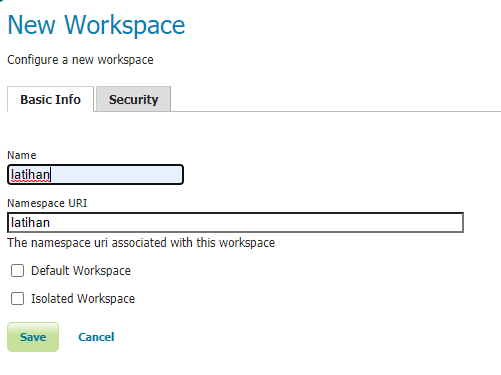 New Workspace
Configure a new workspace
Basic Info Security
Name
latihan
Namespace URI
latihan
The namespace uri associated with this workspace
Default Workspace
Isolated Workspace
Save Cancel